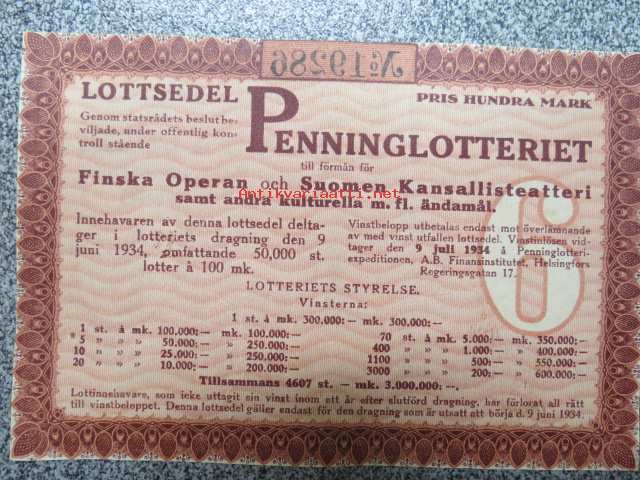 № 19286
LOTTSEDEL
PRIS HUNDRA MARK
Genom statsrådets beslut be-
viljade, under offentlig kon-
troll stående
PENNINGLOTTERIET
till förmån för
Finska Operan och Suomen Kansallisteatteri
samt andra kulturella m. fl. ändamål.
antikvariaatti.net
Innehavaren av denna lottsedel delta-
ger i lotteriets dragning den 9
juni 1934, omfattande 50,000 st.
lotter à 100 mk.
Vinstbelopp utbetalas endast mot överlämnande
av med vinst utfallen lottsedel. Vinstinlösen vid-
tager den 9 juli 1934 å Penninglotteri-
expeditionen, A.B. Finansinstitutet, Helsingfors
Regeringsgatan 17.
6
LOTTERIETS STYRELSE.
Vinsterna:
1 st. à mk. 300.000:— mk. 300.000:—
1 st. à mk. 100.000:— mk. 100.000:—
5 » » » 50.000:— » 250.000:—
10 » » » 25.000:— » 250.000:—
20 » » » 10.000:— » 200.000:—
70 st. à mk. 5.000:— mk. 350.000:—
400 » » » 1.000:— » 400.000:—
1100 » » » 500:— » 550.000:—
3000 » » » 200:— » 600.000:—
Tillsammans 4607 st. — mk. 3.000.000:—.
Lottinnehavare, som icke uttagit sin vinst inom ett år efter slutförd dragning, har förlorat all rätt
till vinstbeloppet. Denna lottsedel gäller endast för den dragning som är utsatt att börja d. 9 juni 1934.